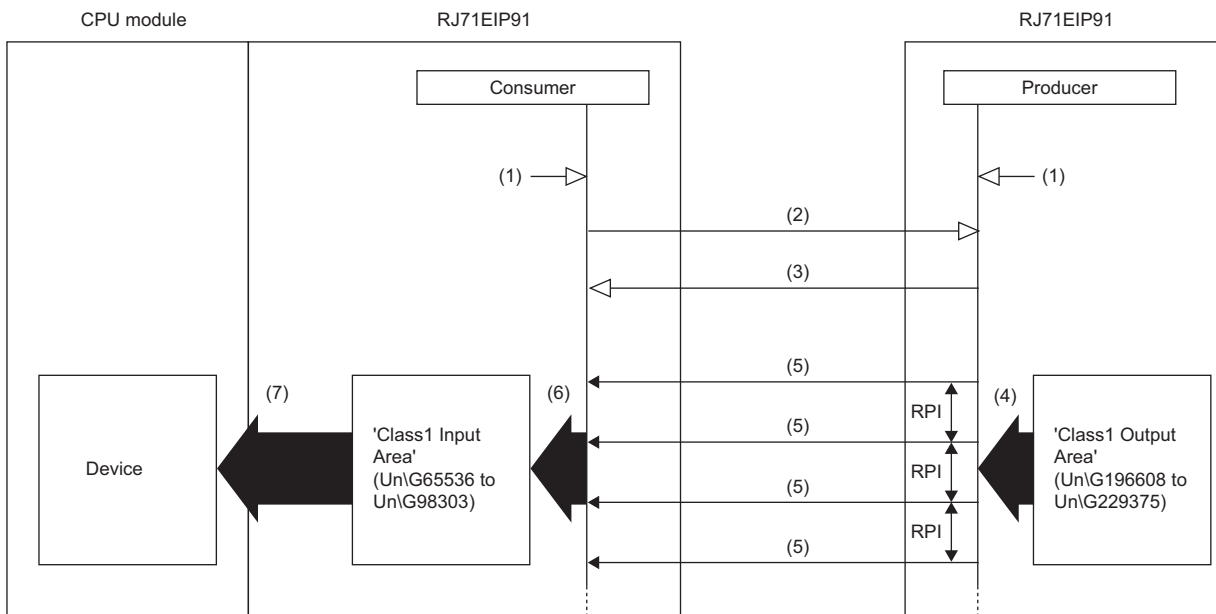 CPU module
RJ71EIP91
RJ71EIP91
Consumer
Producer
(1)
(1)
(2)
(3)
(5)
(7)
(6)
RPI
(4)
(5)
Device
'Class1 Input
Area'
(Un\G65536 to
Un\G98303)
RPI
'Class1 Output
Area'
(Un\G196608 to
Un\G229375)
(5)
RPI
(5)